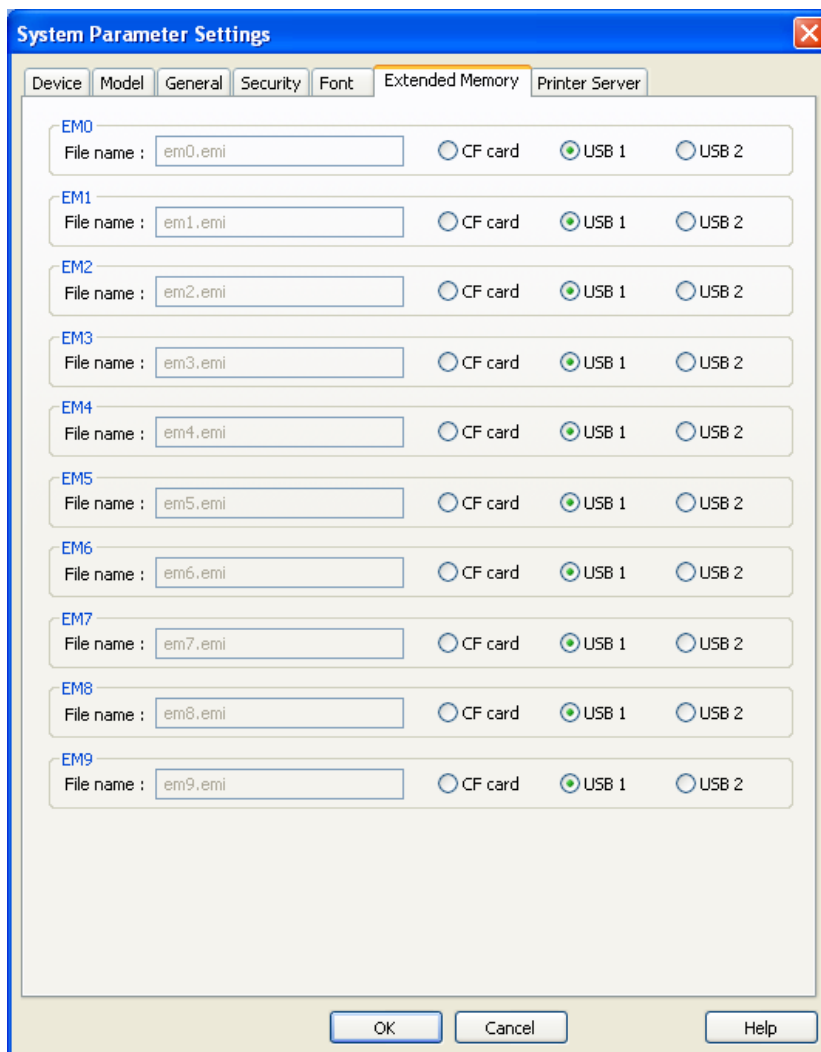 System Parameter Settings
Device Model General Security Font Extended Memory Printer Server
EM0
File name : em0.emi CF card USB 1 USB 2
EM1
File name : em1.emi CF card USB 1 USB 2
EM2
File name : em2.emi CF card USB 1 USB 2
EM3
File name : em3.emi CF card USB 1 USB 2
EM4
File name : em4.emi CF card USB 1 USB 2
EM5
File name : em5.emi CF card USB 1 USB 2
EM6
File name : em6.emi CF card USB 1 USB 2
EM7
File name : em7.emi CF card USB 1 USB 2
EM8
File name : em8.emi CF card USB 1 USB 2
EM9
File name : em9.emi CF card USB 1 USB 2
OK Cancel Help